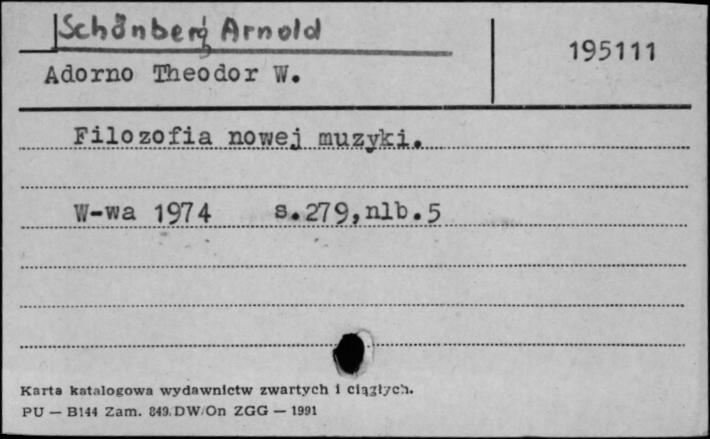 Schönberg Arnold
195111
Adorno Theodor W.
Filozofia nowej muzyki.
W-wa 1974 s.279,nlb.5
Karta katalogowa wydawnictw zwartych i ciągłych.
PU — B144 Zam. 849. DW/On ZGG — 1991